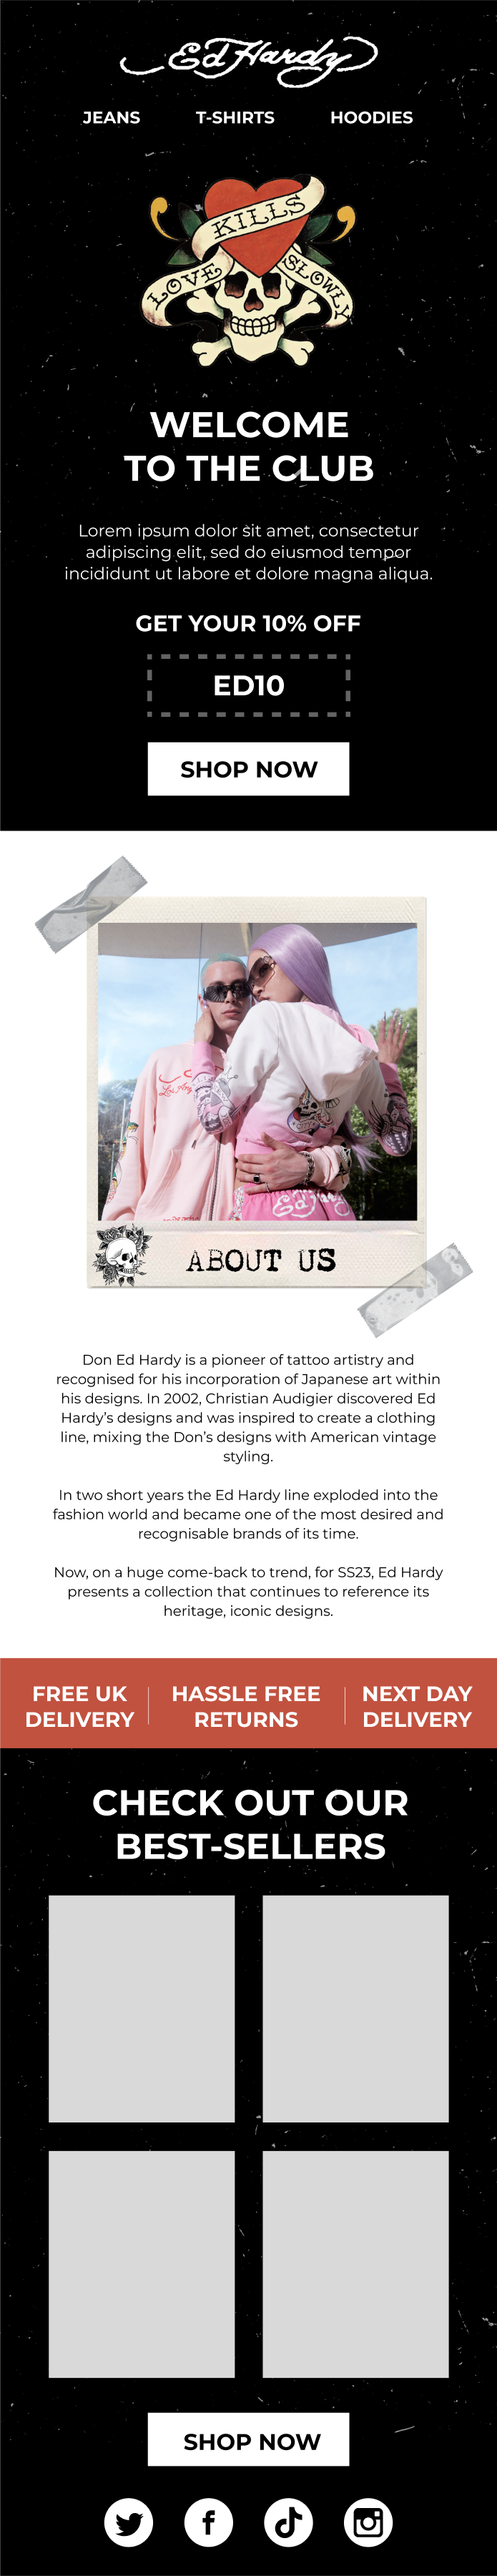 Ed Hardy
JEANS T-SHIRTS HOODIES
KILLS
LOVE SLOWLY
WELCOME
TO THE CLUB
Lorem ipsum dolor sit amet, consectetur
adipiscing elit, sed do eiusmod tempor
incididunt ut labore et dolore magna aliqua.
GET YOUR 10% OFF
ED10
SHOP NOW
Ed Hardy
ABOUT US
Don Ed Hardy is a pioneer of tattoo artistry and
recognised for his incorporation of Japanese art within
his designs. In 2002, Christian Audigier discovered Ed
Hardy’s designs and was inspired to create a clothing
line, mixing the Don’s designs with American vintage
styling.
In two short years the Ed Hardy line exploded into the
fashion world and became one of the most desired and
recognisable brands of its time.
Now, on a huge come-back to trend, for SS23, Ed Hardy
presents a collection that continues to reference its
heritage, iconic designs.
FREE UK HASSLE FREE NEXT DAY
DELIVERY RETURNS DELIVERY
CHECK OUT OUR
BEST-SELLERS
SHOP NOW